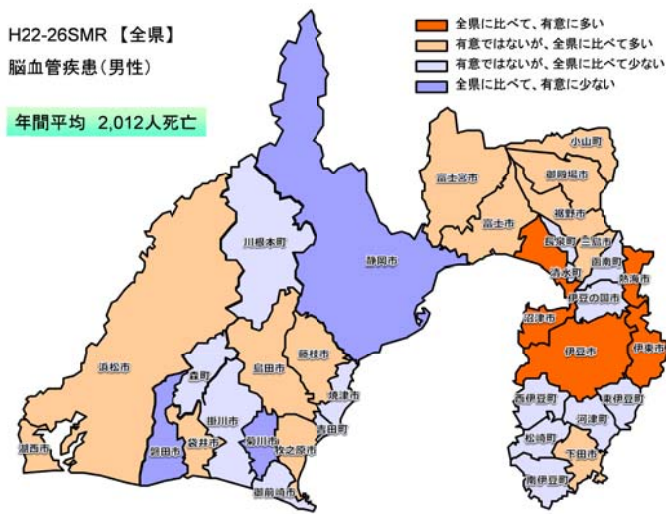 H22-26SMR 【全県】
脳血管疾患（男性）
年間平均 2,012人死亡
全県に比べて、有意に多い
有意ではないが、全県に比べて多い
有意ではないが、全県に比べて少ない
全県に比べて、有意に少ない
小山町
御殿場市
富士宮市
裾野市
富士市
長泉町
三島市
函南町
清水町
熱海市
伊豆の国市
沼津市
伊豆市
伊東市
西伊豆町
東伊豆町
河津町
松崎町
下田市
南伊豆町
川根本町
静岡市
浜松市
島田市
藤枝市
森町
焼津市
掛川市
吉田町
湖西市
磐田市
袋井市
菊川市
牧之原市
御前崎市